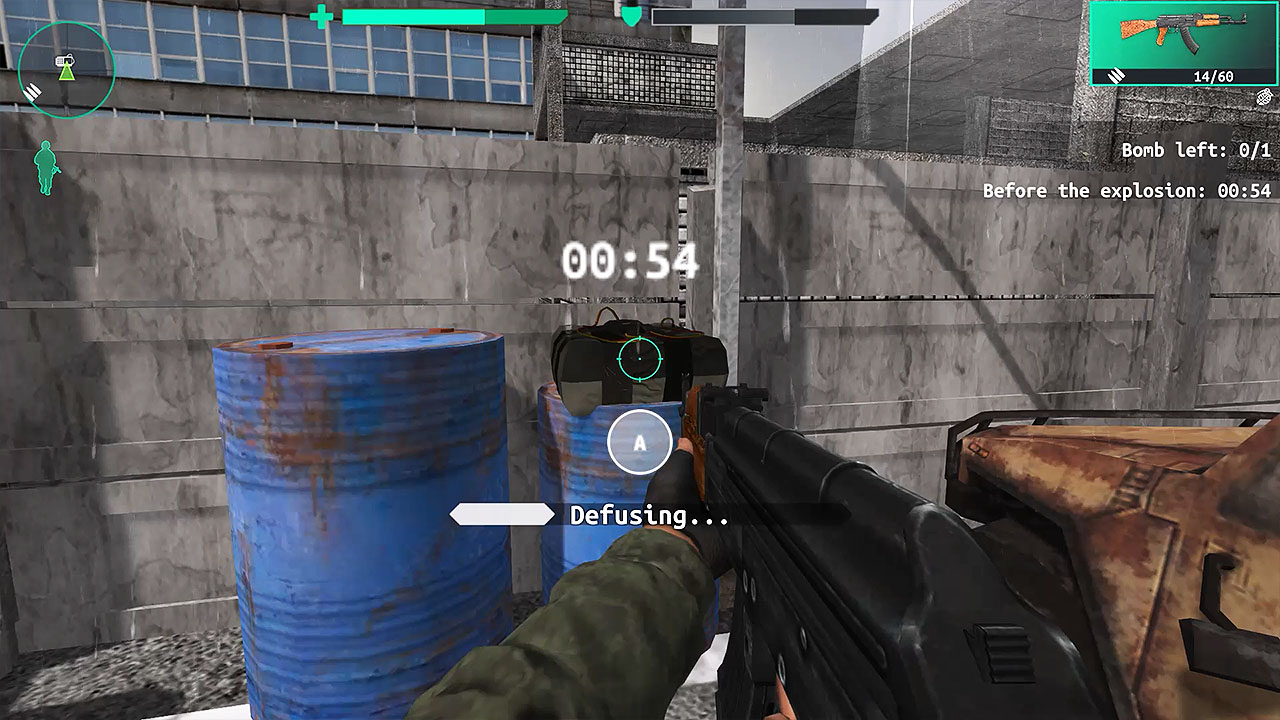 14/60
Bomb left: 0/1
Before the explosion: 00:54
00:54
A
Defusing...